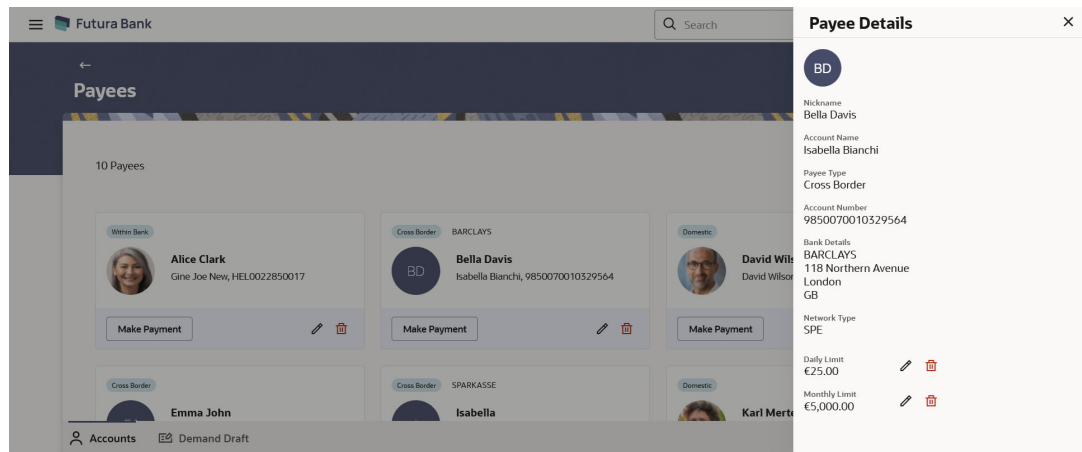 Futura Bank
Search
Payees
10 Payees
Within Bank
Alice Clark
Gine Joe New, HEL0022850017
Make Payment
Cross Border BARCLAYS
BD
Bella Davis
Isabella Bianchi, 9850070010329564
Make Payment
Domestic
David Wils
David Wilson
Make Payment
Cross Border
Emma John
Cross Border SPARKASSE
Isabella
Domestic
Karl Merte
Accounts
Demand Draft
Payee Details
BD
Nickname
Bella Davis
Account Name
Isabella Bianchi
Payee Type
Cross Border
Account Number
9850070010329564
Bank Details
BARCLAYS
118 Northern Avenue
London
GB
Network Type
SPE
Daily Limit
€25.00
Monthly Limit
€5,000.00